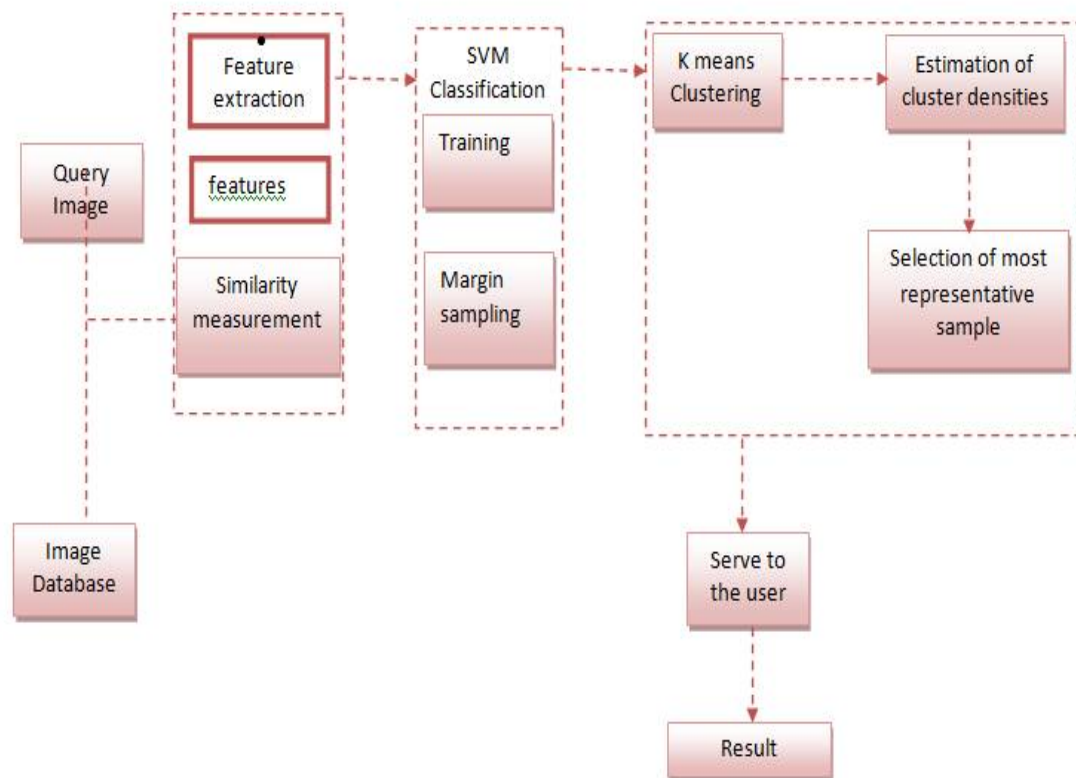 Query
Image
Image
Database
Feature
extraction
features
Similarity
measurement
SVM
Classification
Training
Margin
sampling
K means
Clustering
Estimation of
cluster densities
Selection of most
representative
sample
Serve to
the user
Result